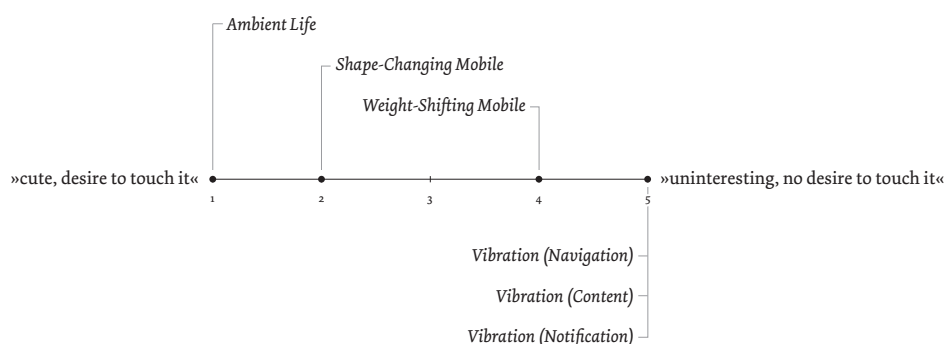 Ambient Life
Shape-Changing Mobile
Weight-Shifting Mobile
»cute, desire to touch it« »uninteresting, no desire to touch it«
1 2 3 4 5
Vibration (Navigation)
Vibration (Content)
Vibration (Notification)